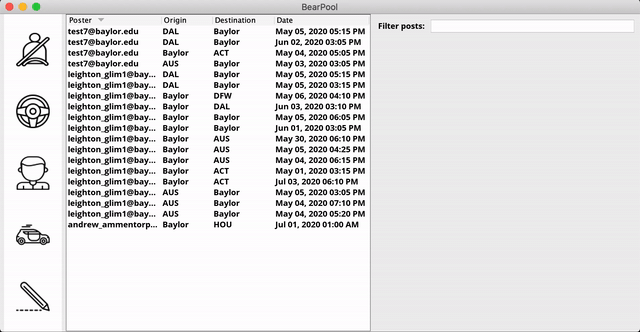 BearPool
Poster Origin Destination Date
Filter posts:
test7@baylor.edu DAL Baylor May 05, 2020 05:15 PM
test7@baylor.edu DAL Baylor Jun 02, 2020 03:05 PM
test7@baylor.edu Baylor ACT May 04, 2020 05:05 PM
test7@baylor.edu AUS Baylor May 03, 2020 03:05 PM
leighton_glim1@bay... DAL Baylor May 05, 2020 05:15 PM
leighton_glim1@bay... DAL Baylor May 05, 2020 03:15 PM
leighton_glim1@bay... Baylor DFW May 06, 2020 04:10 PM
leighton_glim1@bay... Baylor DAL Jun 03, 2020 03:10 PM
leighton_glim1@bay... Baylor Baylor May 05, 2020 06:05 PM
leighton_glim1@bay... Baylor Baylor Jun 01, 2020 03:05 PM
leighton_glim1@bay... Baylor AUS May 30, 2020 06:10 PM
leighton_glim1@bay... Baylor AUS May 05, 2020 04:25 PM
leighton_glim1@bay... Baylor AUS May 04, 2020 06:15 PM
leighton_glim1@bay... Baylor ACT May 01, 2020 03:15 PM
leighton_glim1@bay... Baylor ACT Jul 03, 2020 06:10 PM
leighton_glim1@bay... AUS Baylor May 05, 2020 03:05 PM
leighton_glim1@bay... AUS Baylor May 04, 2020 07:10 PM
leighton_glim1@bay... AUS Baylor May 04, 2020 05:20 PM
andrew_ammentorp... Baylor HOU Jul 01, 2020 01:00 AM